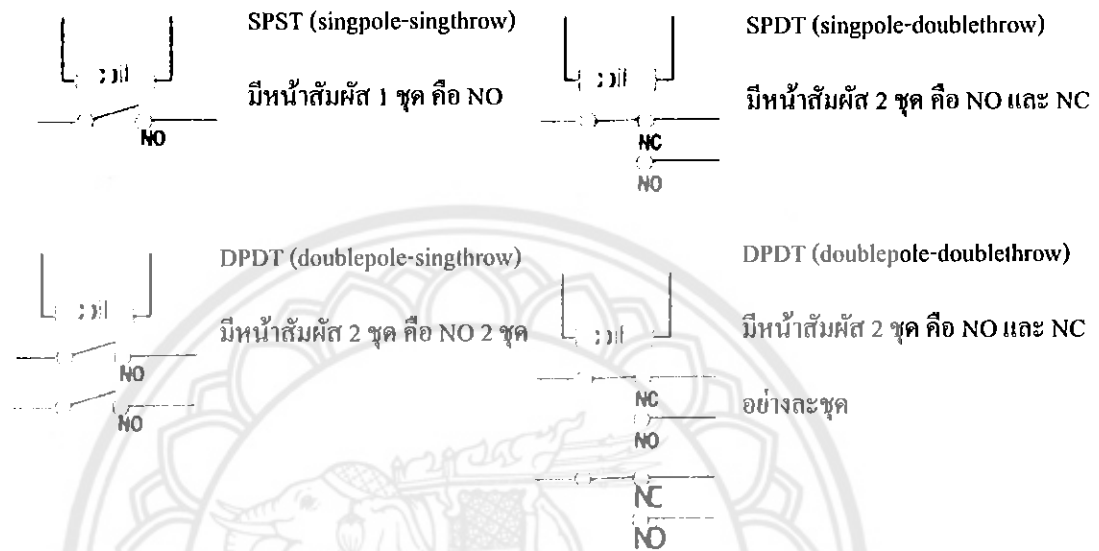 SPST (singpole-singthrow)
มีหน้าสัมผัส 1 ชุด คือ NO
NO
SPDT (singpole-doublethrow)
มีหน้าสัมผัส 2 ชุด คือ NO และ NC
NC
NO
DPDT (doublepole-singthrow)
มีหน้าสัมผัส 2 ชุด คือ NO 2 ชุด
NO
NO
DPDT (doublepole-doublethrow)
มีหน้าสัมผัส 2 ชุด คือ NO และ NC
อย่างละชุด
NC
NO
NC
NO